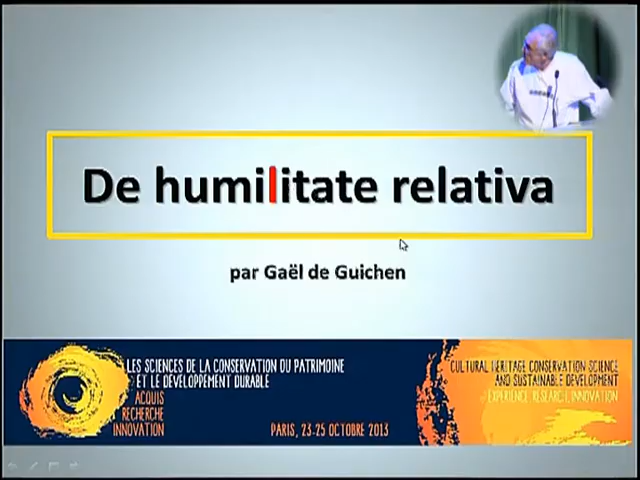 De humilitate relativa
par Gaël de Guichen
LES SCIENCES DE LA CONSERVATION DU PATRIMOINE
ET LE DÉVELOPPEMENT DURABLE
ACQUIS
RECHERCHE
INNOVATION
PARIS, 23-25 OCTOBRE 2013
CULTURAL HERITAGE CONSERVATION SCIENCE
AND SUSTAINABLE DEVELOPMENT
EXPERIENCE, RESEARCH, INNOVATION